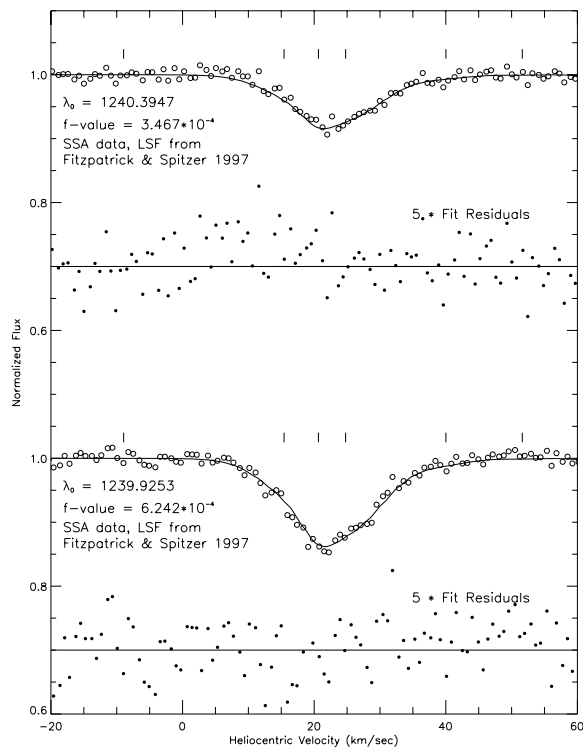 1.0
λ₀ = 1240.3947
f-value = 3.467*10⁻⁴
SSA data, LSF from
Fitzpatrick & Spitzer 1997
0.8
5 * Fit Residuals
0.6
Normalized Flux
1.0
λ₀ = 1239.9253
f-value = 6.242*10⁻⁴
SSA data, LSF from
Fitzpatrick & Spitzer 1997
0.8
5 * Fit Residuals
0.6
-20 0 20 40 60
Heliocentric Velocity (km/sec)